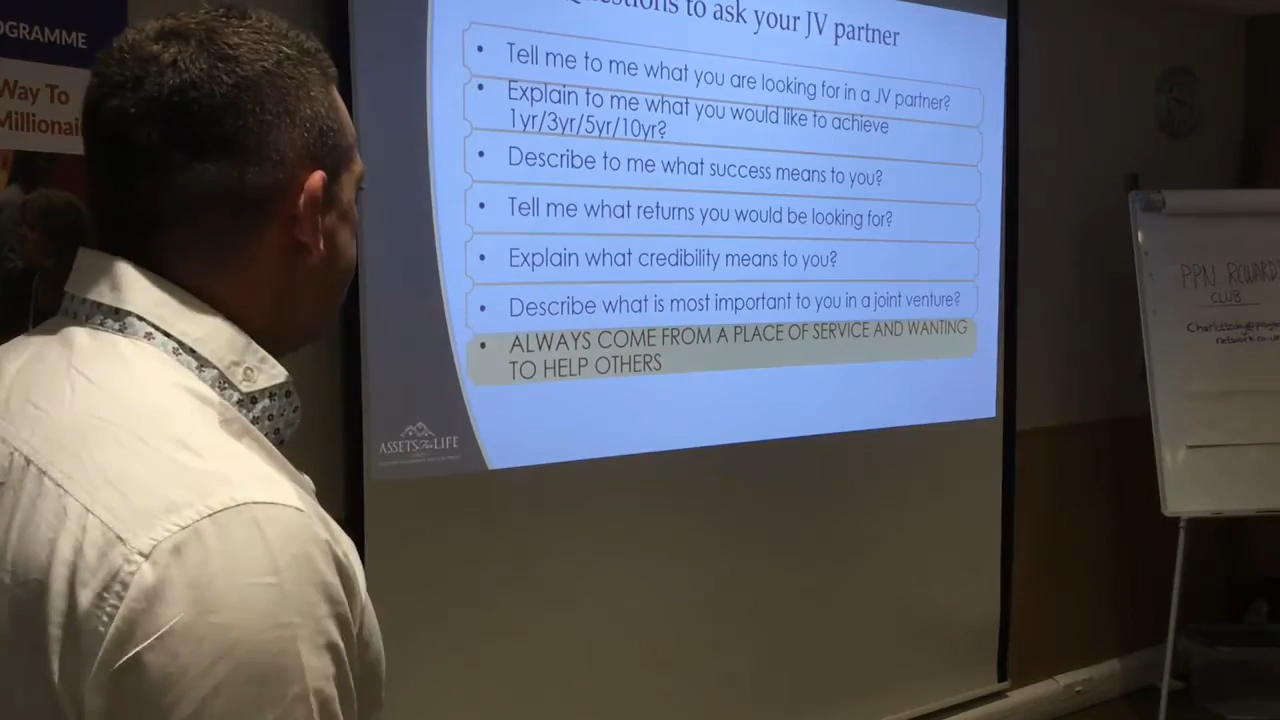 OGRAMME
Way To
to ask your JV partner
• Tell me to me what you are looking for in a JV partner?
• Explain to me what you would like to achieve
1yr/3yr/5yr/10yr?
• Describe to me what success means to you?
• Tell me what returns you would be looking for?
• Explain what credibility means to you?
• Describe what is most important to you in a joint venture?
• ALWAYS COME FROM A PLACE OF SERVICE AND WANTING
TO HELP OTHERS
ASSETS For LIFE
PPN REWARD
CLUB